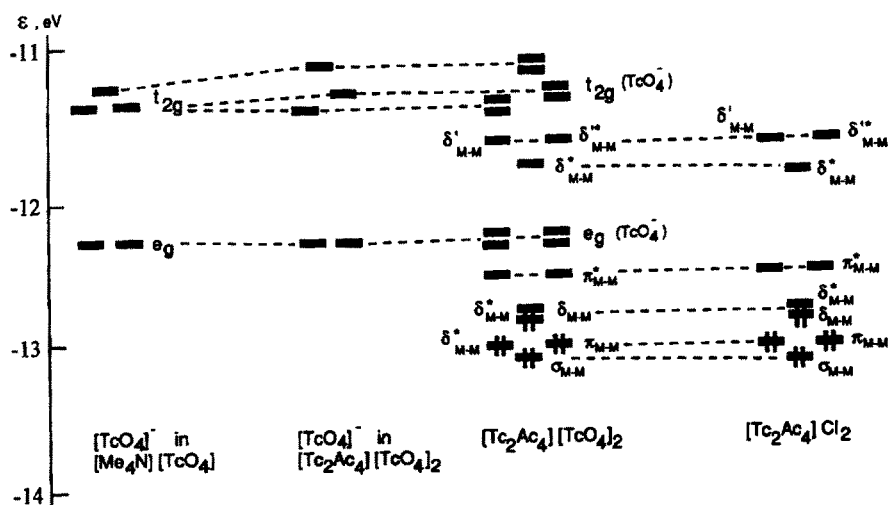 ε , eV
-11
t2g
t2g (TcO4-)
δ'M-M
δ'*M-M
δ'M-M
δ'*M-M
δ*M-M
δ*M-M
-12
eg
eg (TcO4-)
π*M-M
π*M-M
δ*M-M
δM-M
δ*M-M
δM-M
-13
δ*M-M
πM-M
πM-M
σM-M
σM-M
[TcO4]- in
[Me4N][TcO4]
[TcO4]- in
[Tc2Ac4][TcO4]2
[Tc2Ac4][TcO4]2
[Tc2Ac4]Cl2
-14